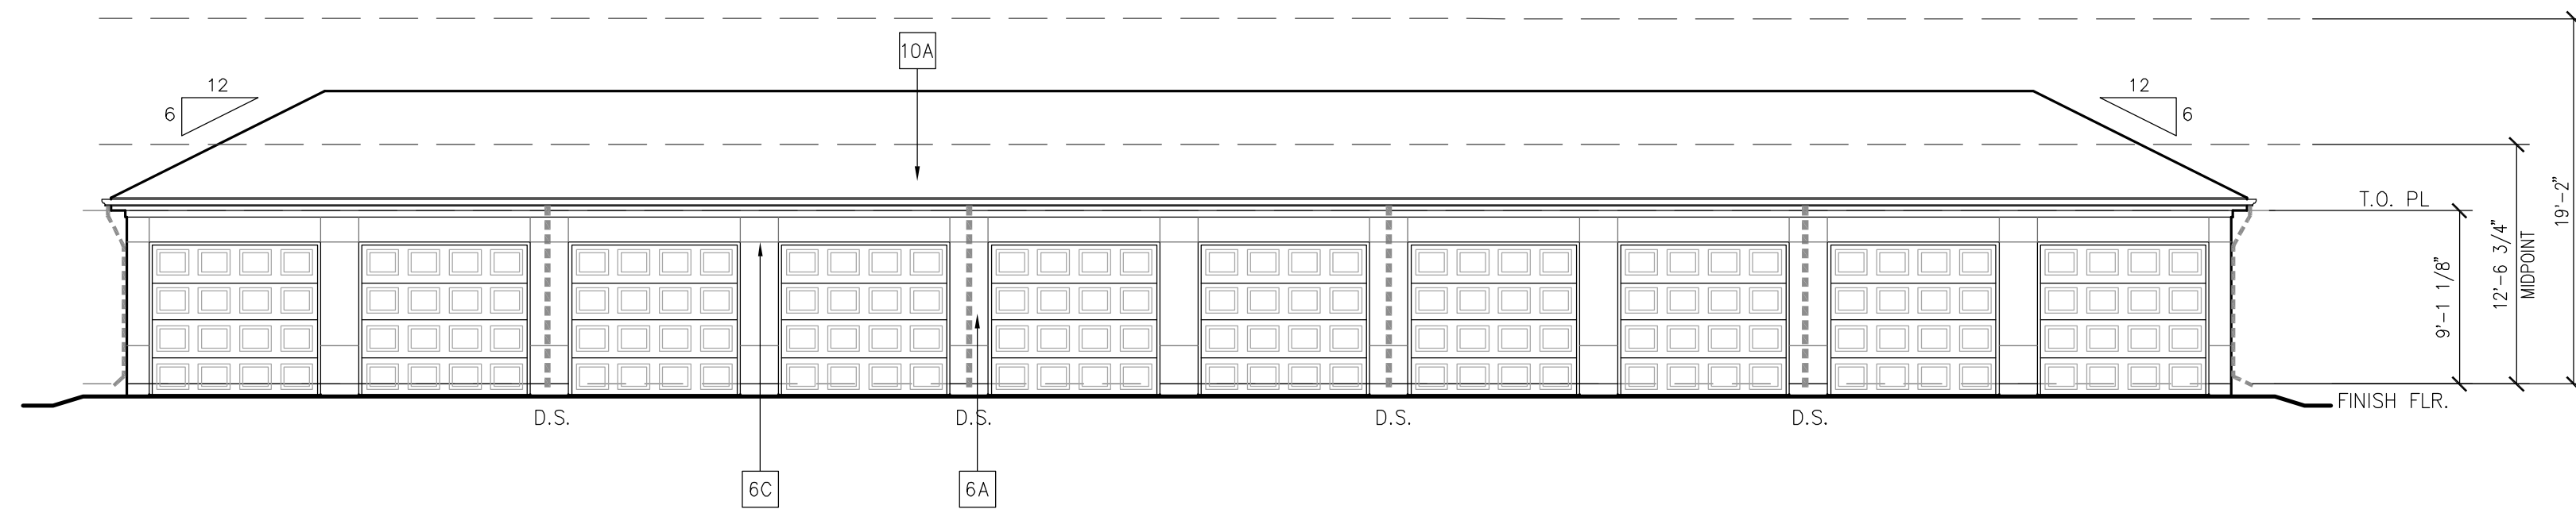 10A
12
6
12
6
T.O. PL
19'-2"
12'-6 3/4"
MIDPOINT
9'-1 1/8"
FINISH FLR.
D.S.
D.S.
D.S.
D.S.
6C
6A